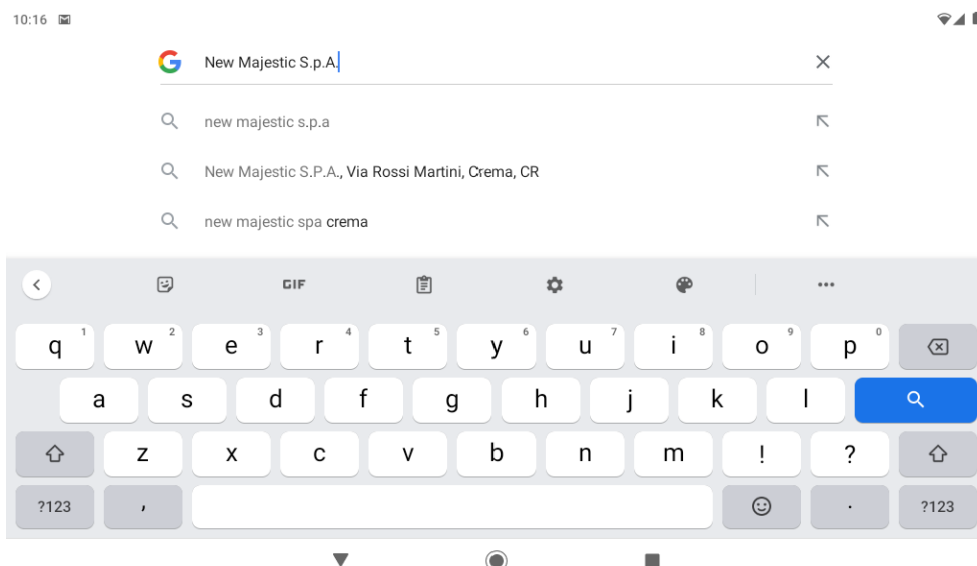 10:16
New Majestic S.p.A.
new majestic s.p.a
New Majestic S.P.A., Via Rossi Martini, Crema, CR
new majestic spa crema
GIF
q 1 w 2 e 3 r 4 t 5 y 6 u 7 i 8 o 9 p 0
a s d f g h j k l
z x c v b n m ! ?
?123 , . ?123